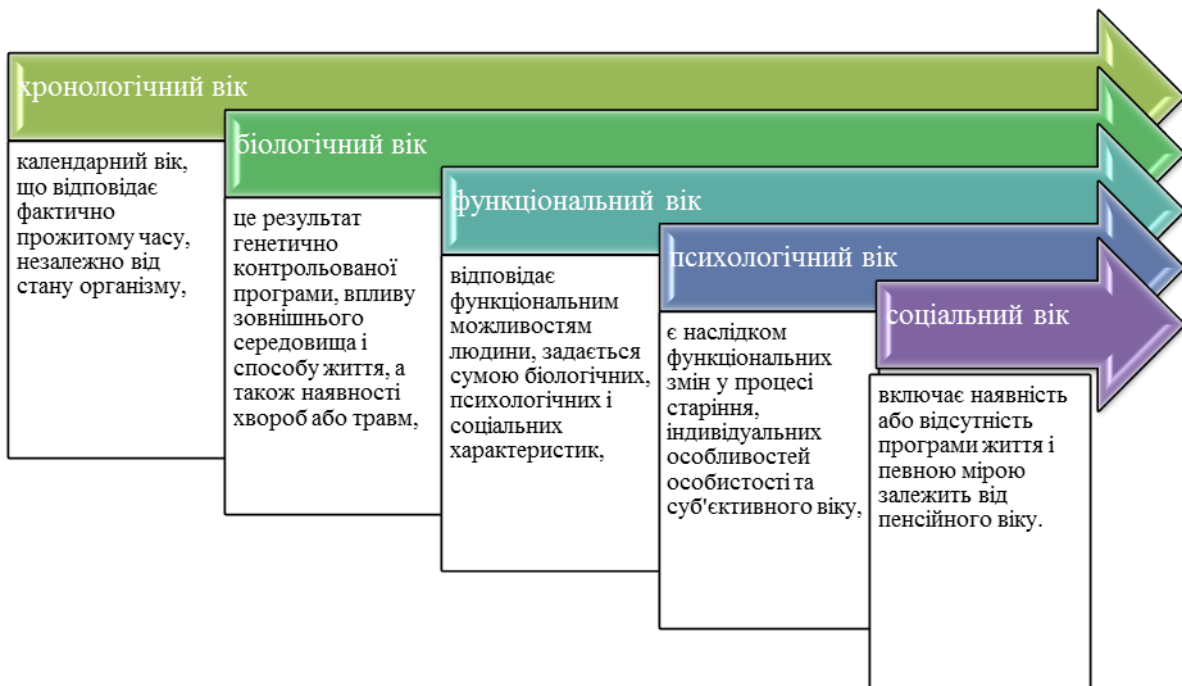 хронологічний вік
календарний вік,
що відповідає
фактично
прожитому часу,
незалежно від
стану організму,
біологічний вік
це результат
генетично
контрольованої
програми, впливу
зовнішнього
середовища і
способу життя, а
також наявності
хвороб або травм,
функціональний вік
відповідає
функціональним
можливостям
людини, задається
сумою біологічних,
психологічних і
соціальних
характеристик,
психологічний вік
є наслідком
функціональних
змін у процесі
старіння,
індивідуальних
особливостей
особистості та
суб'єктивного віку,
соціальний вік
включає наявність
або відсутність
програми життя і
певною мірою
залежить від
пенсійного віку.